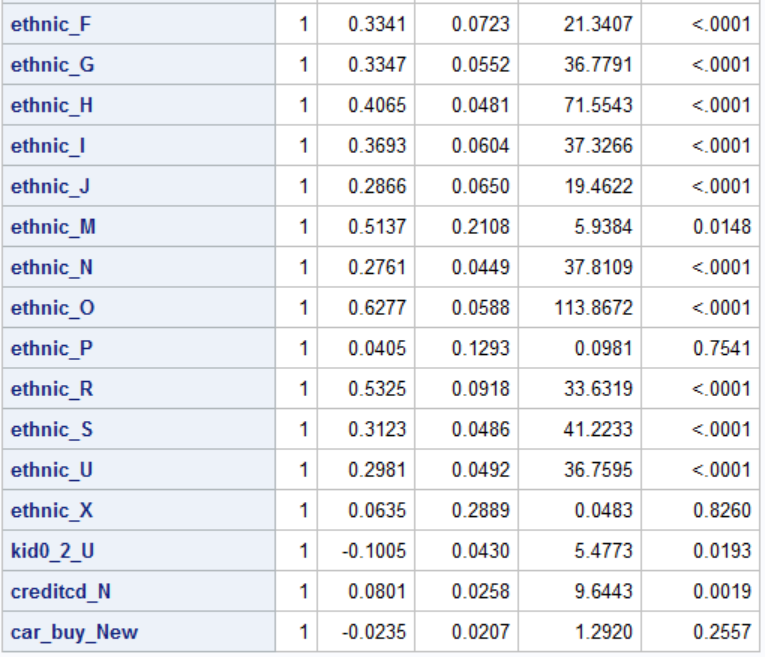 ethnic_F 1 0.3341 0.0723 21.3407 <.0001
ethnic_G 1 0.3347 0.0552 36.7791 <.0001
ethnic_H 1 0.4065 0.0481 71.5543 <.0001
ethnic_I 1 0.3693 0.0604 37.3266 <.0001
ethnic_J 1 0.2866 0.0650 19.4622 <.0001
ethnic_M 1 0.5137 0.2108 5.9384 0.0148
ethnic_N 1 0.2761 0.0449 37.8109 <.0001
ethnic_O 1 0.6277 0.0588 113.8672 <.0001
ethnic_P 1 0.0405 0.1293 0.0981 0.7541
ethnic_R 1 0.5325 0.0918 33.6319 <.0001
ethnic_S 1 0.3123 0.0486 41.2233 <.0001
ethnic_U 1 0.2981 0.0492 36.7595 <.0001
ethnic_X 1 0.0635 0.2889 0.0483 0.8260
kid0_2_U 1 -0.1005 0.0430 5.4773 0.0193
creditcd_N 1 0.0801 0.0258 9.6443 0.0019
car_buy_New 1 -0.0235 0.0207 1.2920 0.2557